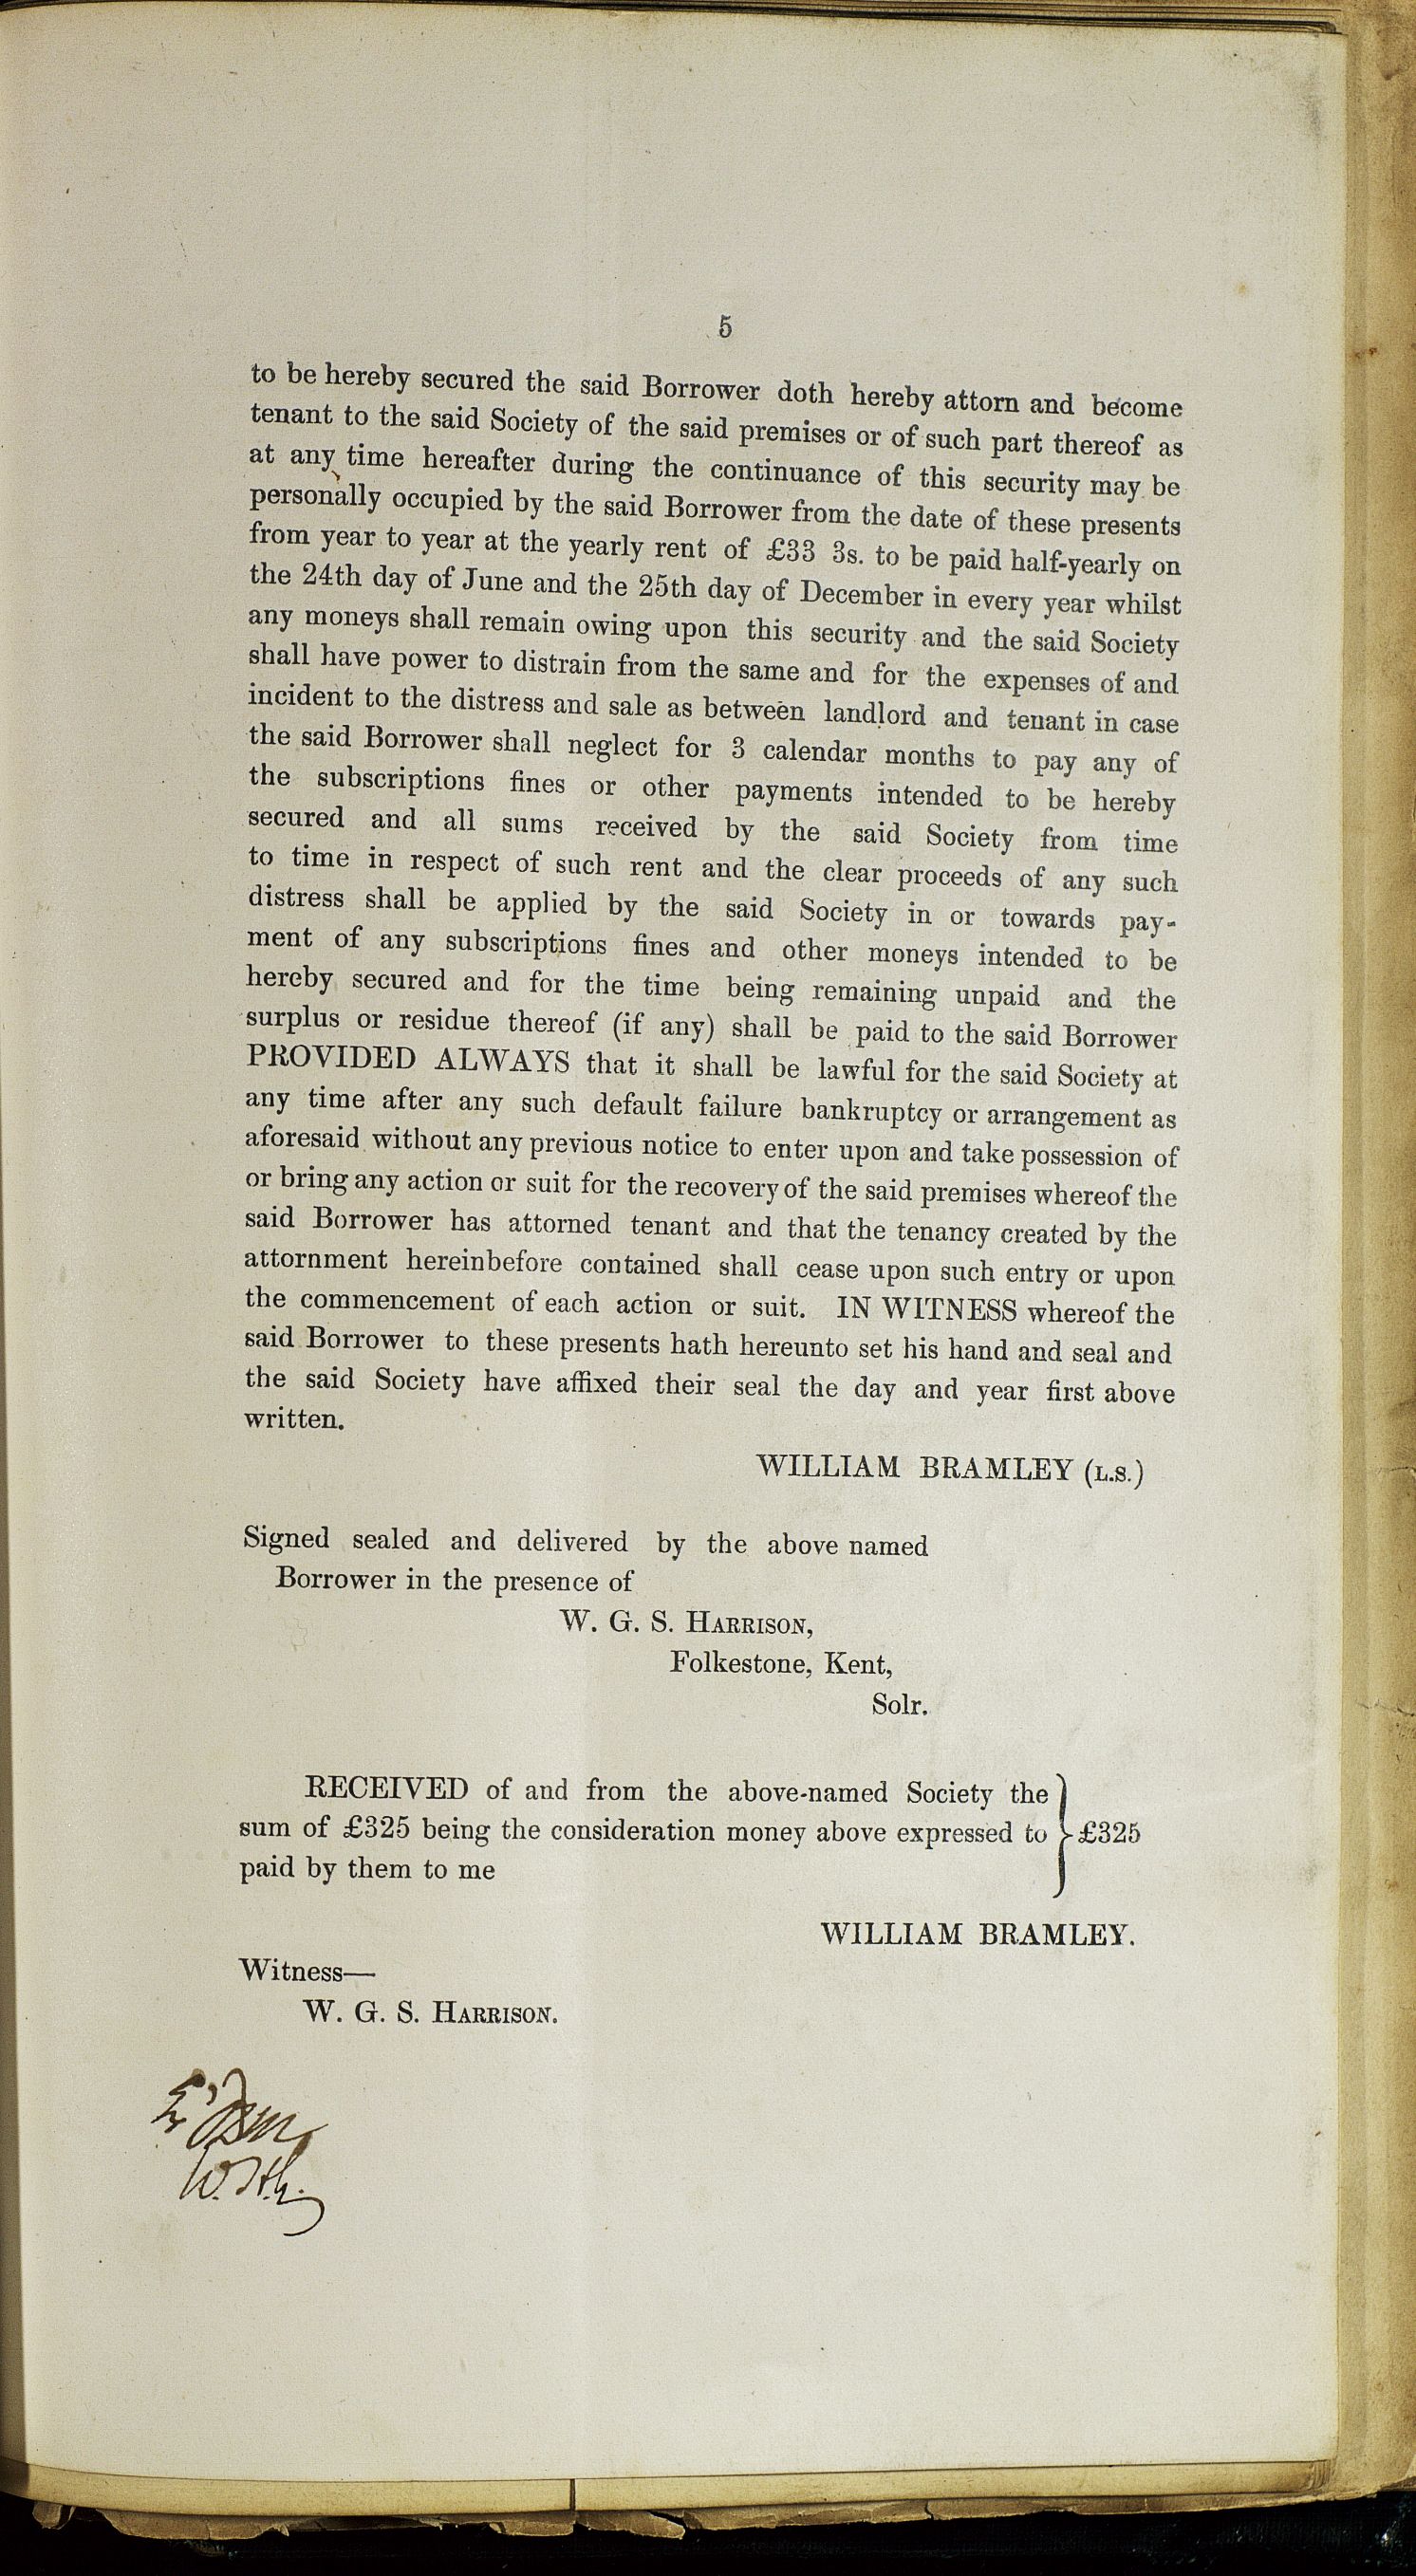 5
to be hereby secured the said Borrower doth hereby attorn and become
tenant to the said Society of the said premises or of such part thereof as
at any time hereafter during the continuance of this security may be
personally occupied by the said Borrower from the date of these presents
from year to year at the yearly rent of £33 3s. to be paid half-yearly on
the 24th day of June and the 25th day of December in every year whilst
any moneys shall remain owing upon this security and the said Society
shall have power to distrain from the same and for the expenses of and
incident to the distress and sale as between landlord and tenant in case
the said Borrower shall neglect for 3 calendar months to pay any of
the subscriptions fines or other payments intended to be hereby
secured and all sums received by the said Society from time
to time in respect of such rent and the clear proceeds of any such
distress shall be applied by the said Society in or towards pay-
ment of any subscriptions fines and other moneys intended to be
hereby secured and for the time being remaining unpaid and the
surplus or residue thereof (if any) shall be paid to the said Borrower
PROVIDED ALWAYS that it shall be lawful for the said Society at
any time after any such default failure bankruptcy or arrangement as
aforesaid without any previous notice to enter upon and take possession of
or bring any action or suit for the recovery of the said premises whereof the
said Borrower has attorned tenant and that the tenancy created by the
attornment hereinbefore contained shall cease upon such entry or upon
the commencement of each action or suit. IN WITNESS whereof the
said Borrower to these presents hath hereunto set his hand and seal and
the said Society have affixed their seal the day and year first above
written.
WILLIAM BRAMLEY (L.S.)
Signed sealed and delivered by the above named
Borrower in the presence of
W. G. S. HARRISON,
Folkestone, Kent,
Solr.
RECEIVED of and from the above-named Society the
sum of £325 being the consideration money above expressed to } £325
paid by them to me
WILLIAM BRAMLEY.
Witness—
W. G. S. HARRISON.